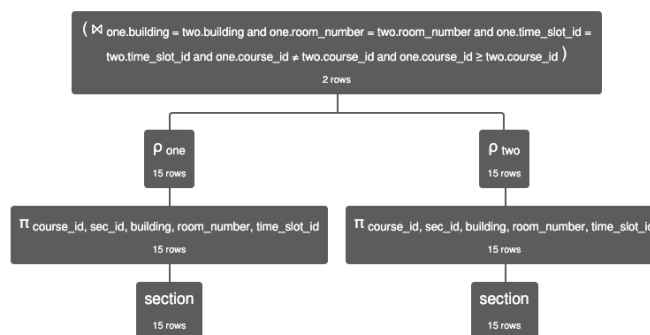 ( ⋈ one.building = two.building and one.room_number = two.room_number and one.time_slot_id =
two.time_slot_id and one.course_id ≠ two.course_id and one.course_id ≥ two.course_id )
2 rows
ρ one
15 rows
ρ two
15 rows
π course_id, sec_id, building, room_number, time_slot_id
15 rows
π course_id, sec_id, building, room_number, time_slot_id
15 rows
section
15 rows
section
15 rows